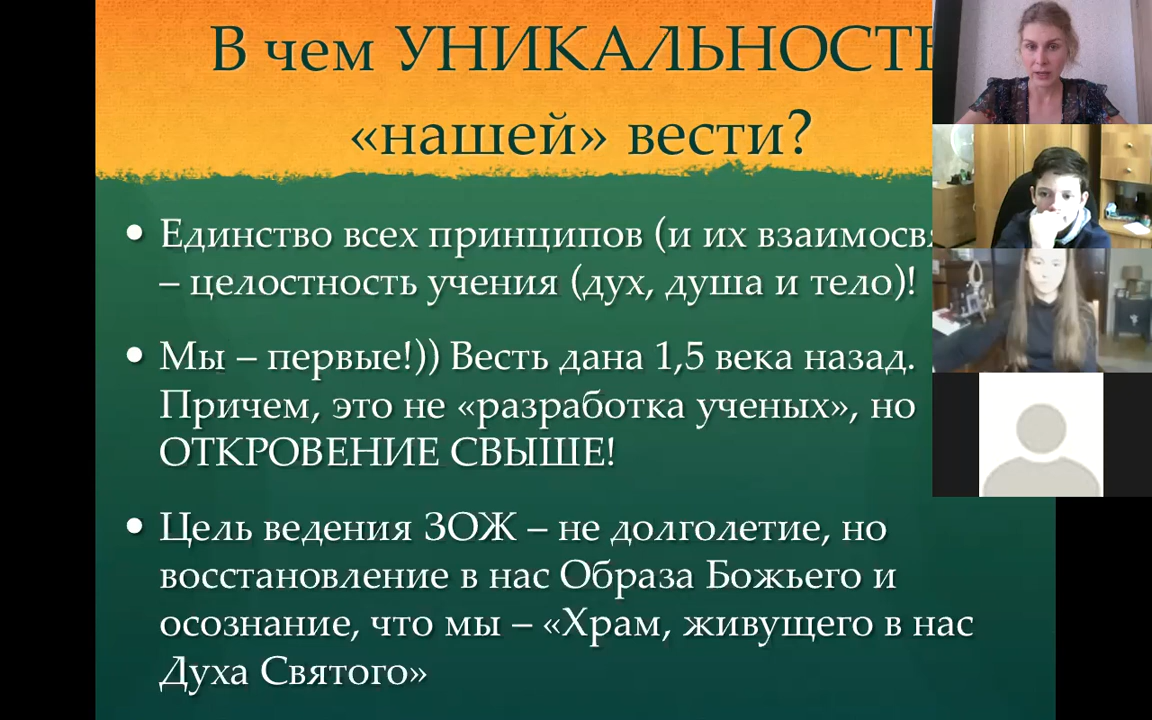 В чем УНИКАЛЬНОСТЬ
«нашей» вести?
• Единство всех принципов (и их
– целостность учения (дух, душа и тело)!
• Мы – первые!)) Весть дана 1,5 века назад.
Причем, это не «разработка ученых», но
ОТКРОВЕНИЕ СВЫШЕ!
• Цель ведения ЗОЖ – не долголетие, но
восстановление в нас Образа Божьего и
осознание, что мы – «Храм, живущего в нас
Духа Святого»